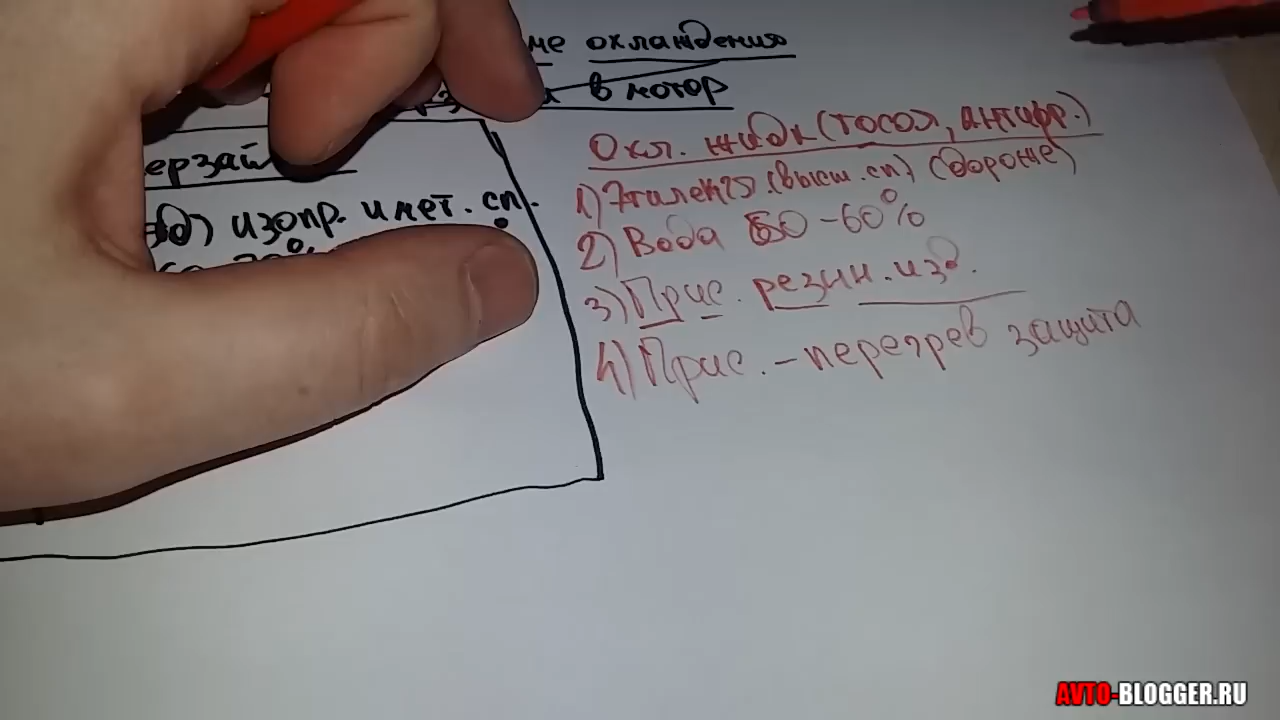 ме охлаждения
в мотор
ерзай
изопр. и мет. сп.
Охл. жидк (тосол, антифр.)
1) Этиленгл (высш. сп) (дороже)
2) Вода 50 - 60%
3) Прис. резин. изд.
4) Прис. - перегрев защита
AVTO-BLOGGER.RU